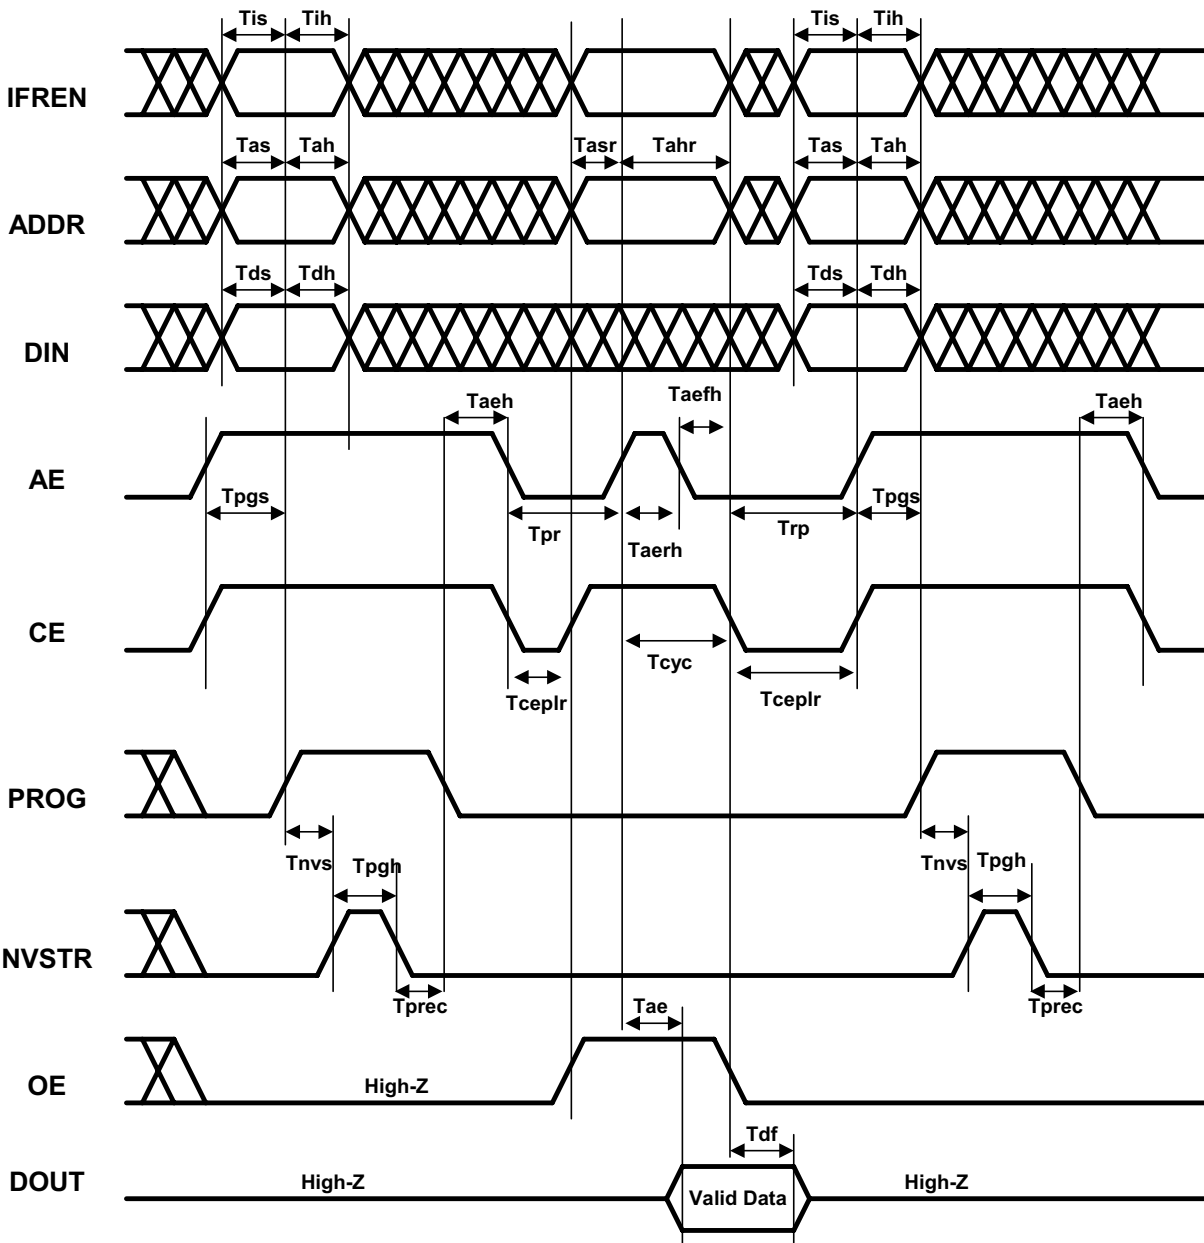 Tis Tih Tis Tih
IFREN
Tas Tah Tasr Tahr Tas Tah
ADDR
Tds Tdh Tds Tdh
DIN
Taeh Taefh Taeh
AE
Tpgs Tpr Taerh Trp Tpgs
CE
Tceplr Tcyc Tceplr
PROG
Tnvs Tpgh Tnvs Tpgh
NVSTR
Tprec Tae Tprec
OE
High-Z
Tdf
DOUT
High-Z Valid Data High-Z